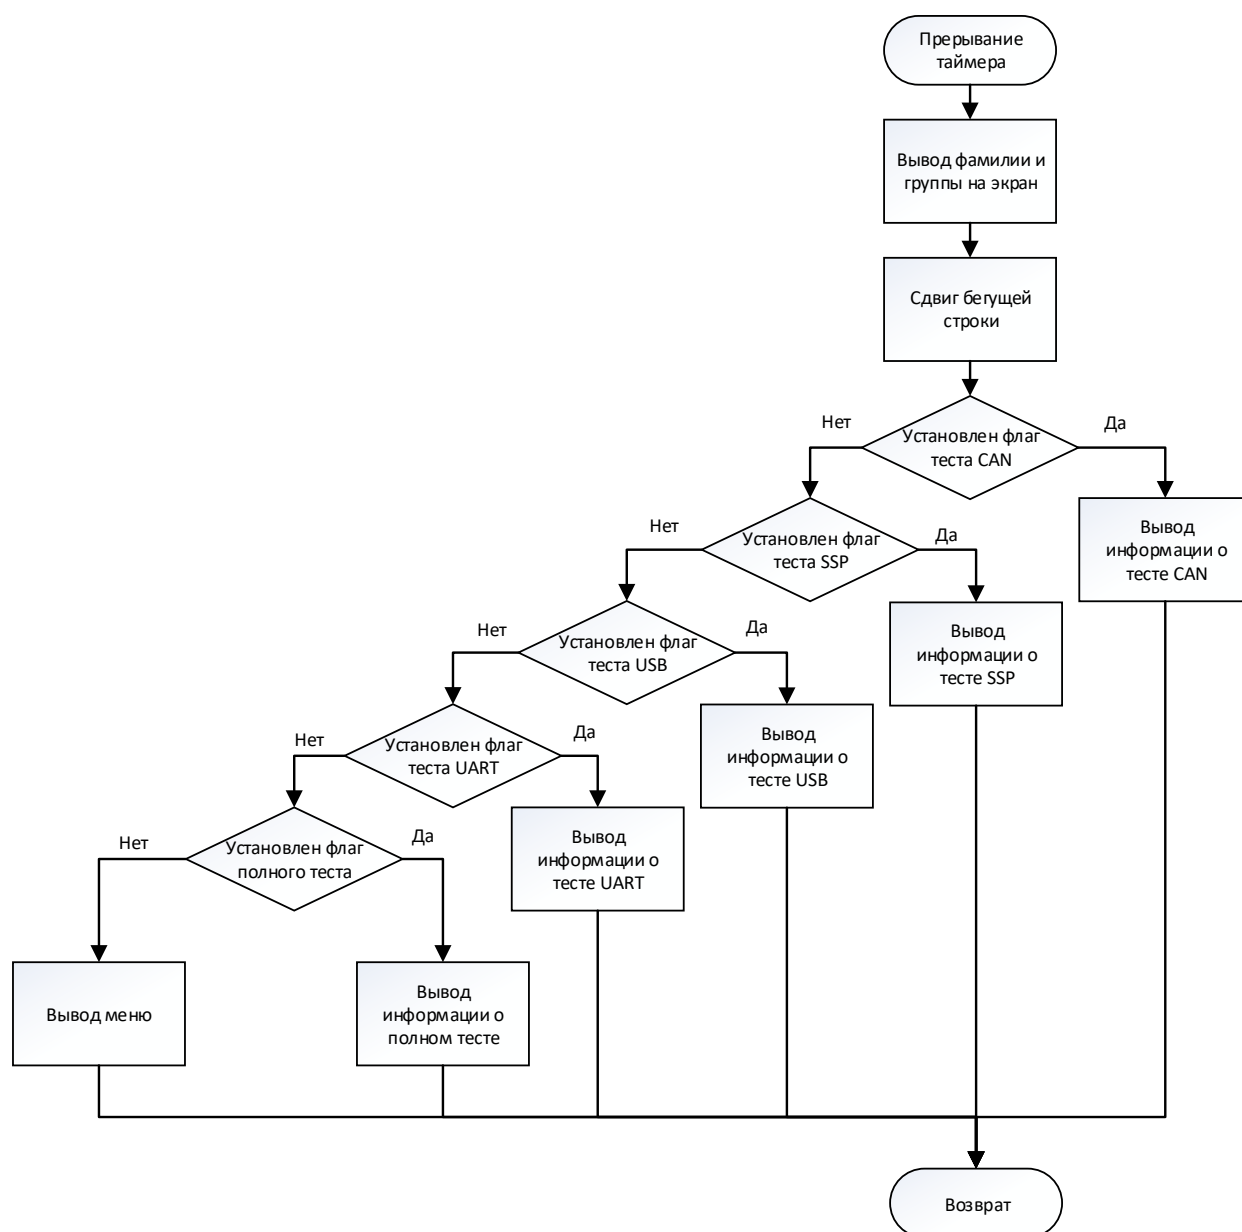 Прерывание
таймера
Вывод фамилии и
группы на экран
Сдвиг бегущей
строки
Нет
Установлен флаг
теста CAN
Да
Нет
Установлен флаг
теста SSP
Да
Вывод
информации о
тесте CAN
Нет
Установлен флаг
теста USB
Да
Вывод
информации о
тесте SSP
Нет
Установлен флаг
теста UART
Да
Вывод
информации о
тесте USB
Нет
Установлен флаг
полного теста
Да
Вывод
информации о
тесте UART
Вывод меню
Вывод
информации о
полном тесте
Возврат